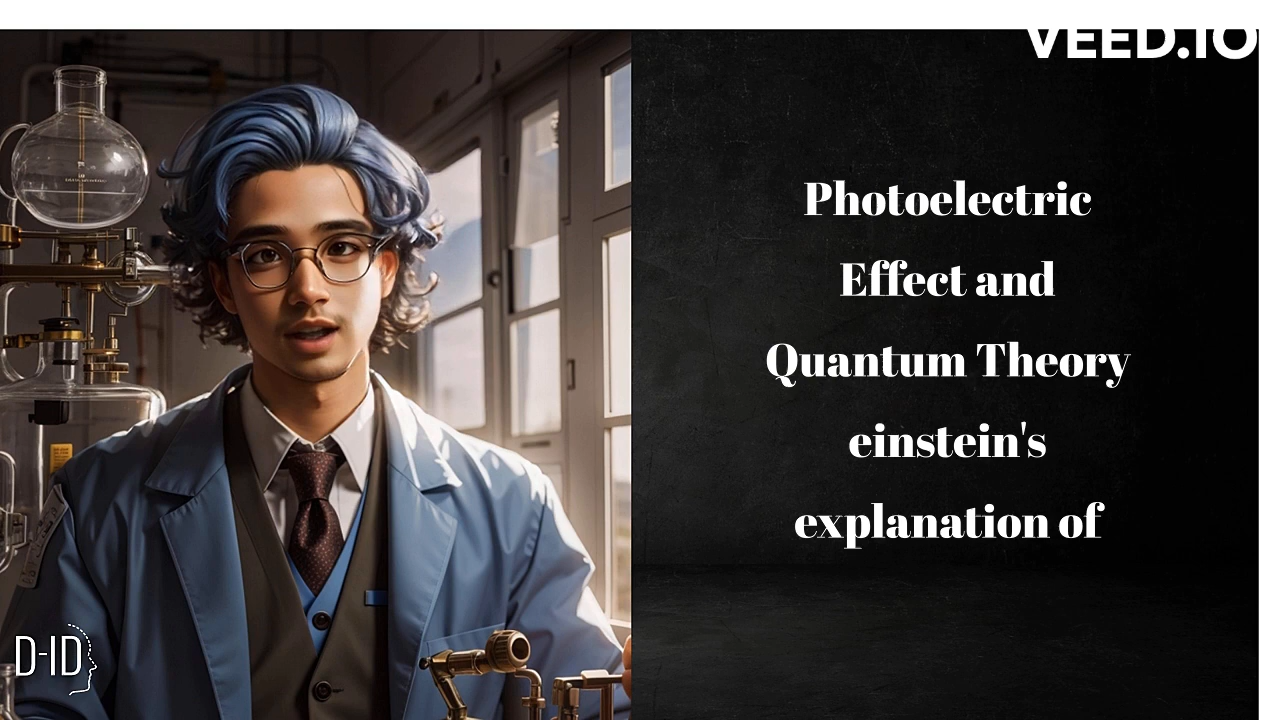 VEED.IO
Photoelectric
Effect and
Quantum Theory
einstein's
explanation of
D-ID